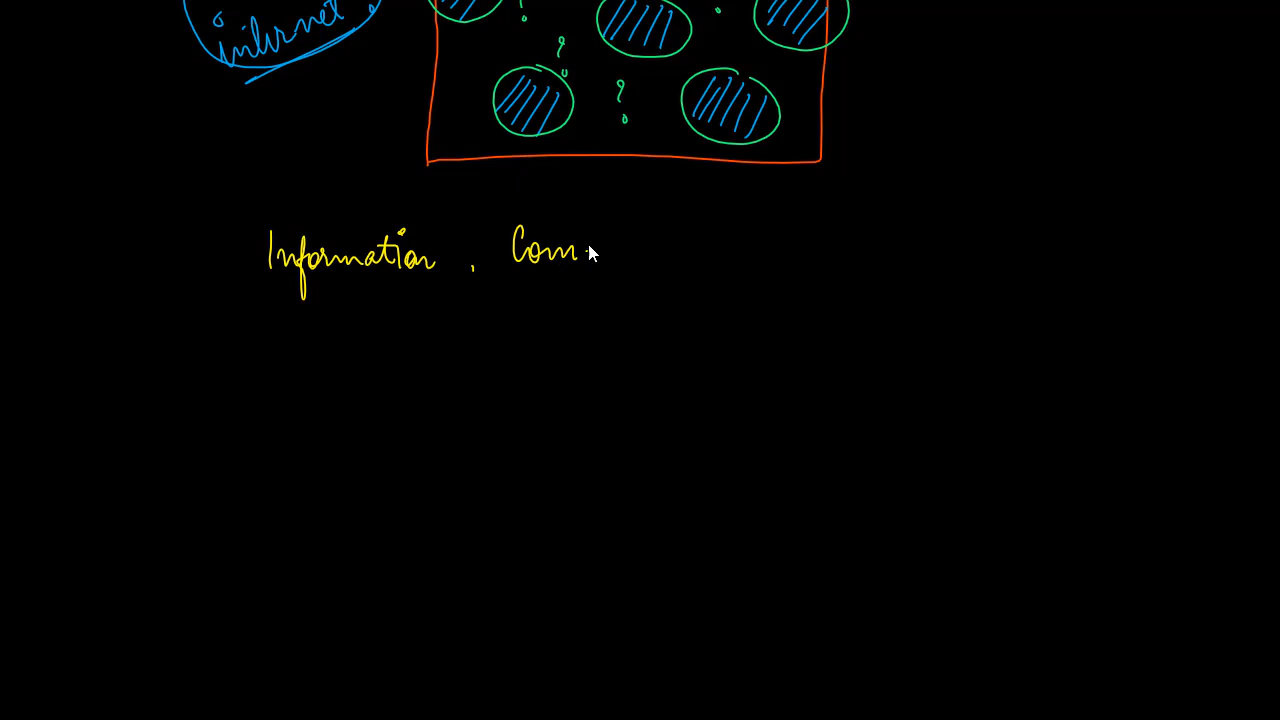 internet
? ? ?
Information , Com